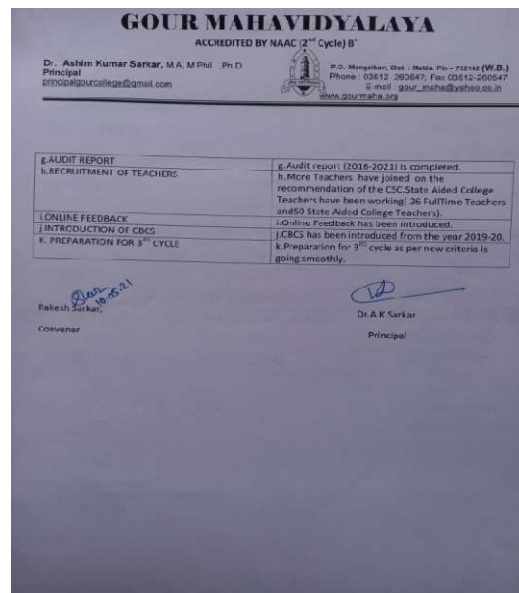 GOUR MAHAVIDYALAYA
ACCREDITED BY NAAC (2nd Cycle) B+
Dr. Ashim Kumar Sarkar, M.A, M Phil, Ph D
Principal
principalgourcollege@gmail.com
P.O.-Mangalbari, Dist : Malda, Pin – 732142 (W.B.)
Phone : 03512 260547, Fax 03512-260547
E-mail : gour_maha@yahoo.co.in
www.gourmaha.org
g.AUDIT REPORT
g.Audit report (2016-2021) is completed.
h.RECRUITMENT OF TEACHERS
h.More Teachers have joined on the
recommendation of the CSC.State Aided College
Teachers have been working( 26 FullTime Teachers
and50 State Aided College Teachers).
i.ONLINE FEEDBACK
i.Online Feedback has been introduced.
j INTRODUCTION OF CBCS
j.CBCS has been introduced from the year 2019-20.
K. PREPARATION FOR 3RD CYCLE
k.Preparation for 3RD cycle as per new criteria is
going smoothly.
10.05.21
Rakesh Sarkar,
Convenor
Dr.A K Sarkar
Principal